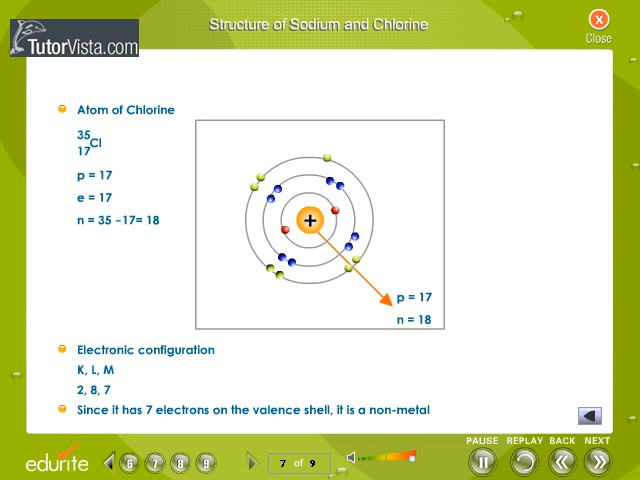 Structure of Sodium and Chlorine
Close
TutorVista.com
Atom of Chlorine
35
Cl
17
p = 17
e = 17
n = 35 -17= 18
+
p = 17
n = 18
Electronic configuration
K, L, M
2, 8, 7
Since it has 7 electrons on the valence shell, it is a non-metal
PAUSE REPLAY BACK NEXT
edurite
6 7 8 9
7 of 9